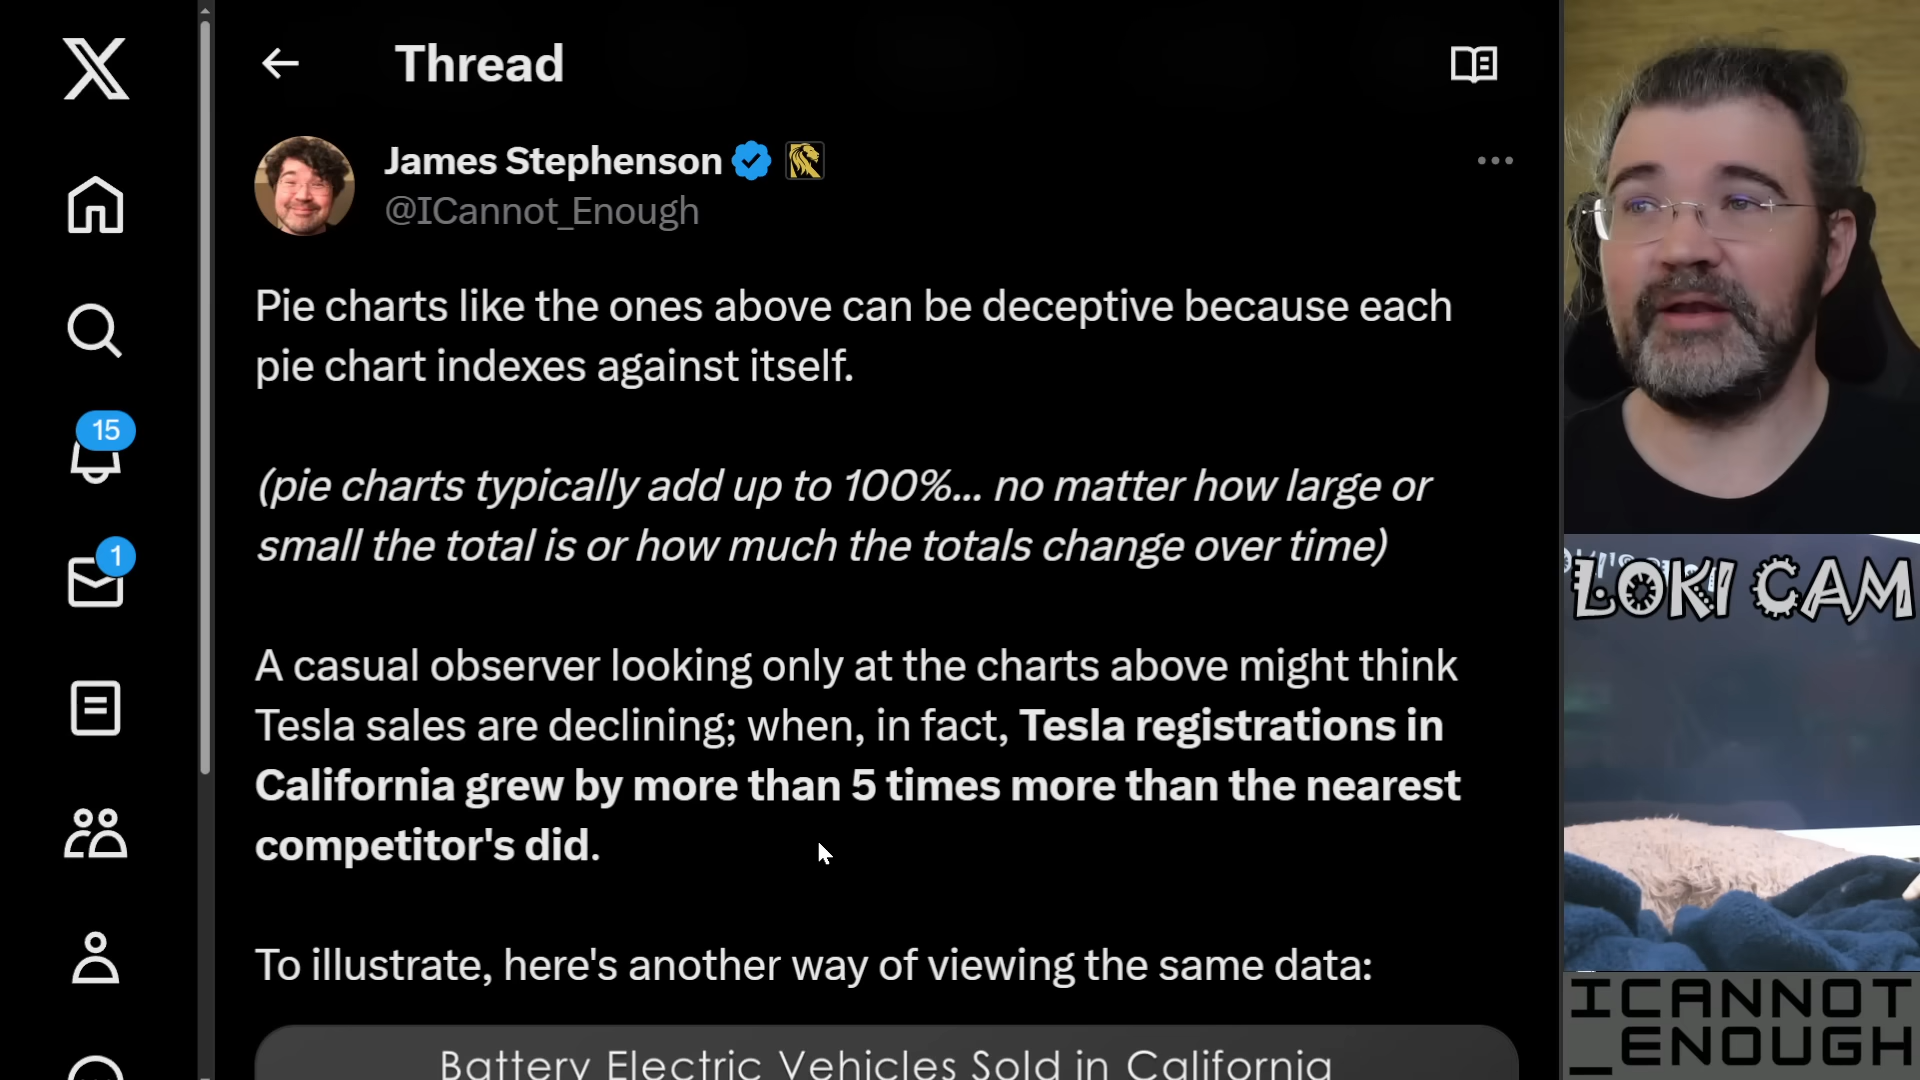 Thread
James Stephenson
@ICannot_Enough
Pie charts like the ones above can be deceptive because each
pie chart indexes against itself.
(pie charts typically add up to 100%... no matter how large or
small the total is or how much the totals change over time)
A casual observer looking only at the charts above might think
Tesla sales are declining; when, in fact, Tesla registrations in
California grew by more than 5 times more than the nearest
competitor's did.
To illustrate, here's another way of viewing the same data:
Battery Electric Vehicles Sold in California
15
1
LOKI CAM
ICANNOT
_ENOUGH